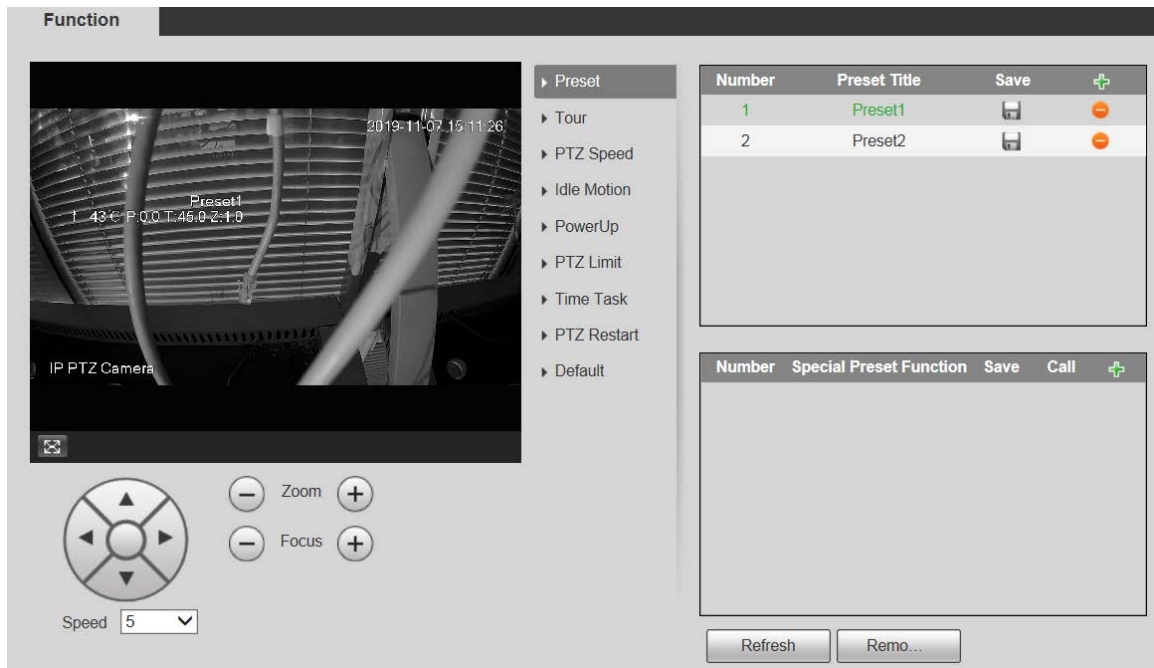 Function
2019-11-07 15:11:26
Preset1
↑ 43℃ P:0.0 T:45.0 Z:1.0
IP PTZ Camera
Preset
Tour
PTZ Speed
Idle Motion
PowerUp
PTZ Limit
Time Task
PTZ Restart
Default
Number Preset Title Save
1 Preset1
2 Preset2
Number Special Preset Function Save Call
Zoom
Focus
Speed 5
Refresh Remo...